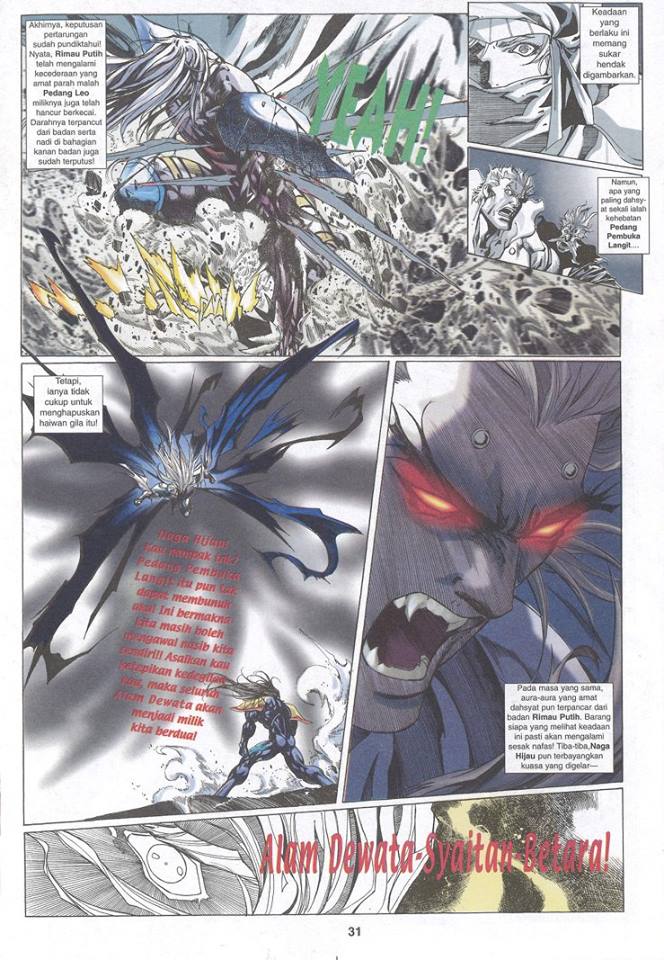 Akhirnya, keputusan
pertarungan
sudah pundiktahui!
Nyata, Rimau Putih
telah mengalami
kecederaan yang
amat parah malah
Pedang Leo
miliknya juga telah
hancur berkecai.
Darahnya terpancut
dari badan serta
nadi di bahagian
kanan badan juga
sudah terputus!
YEAH!
Keadaan
yang
berlaku ini
memang
sukar
hendak
digambarkan.
Namun,
apa yang
paling dahsy-
at sekali ialah
kehebatan
Pedang
Pembuka
Langit....
Tetapi,
ianya tidak
cukup untuk
menghapuskan
haiwan gila itu!
Naga Hijau!
Kau nampak tak?
Pedang Pembuka
Langit itu pun tak
dapat membunuh
aku! Ini bermakna
kita masih boleh
mengawal nasib kita
sendiri! Asalkan kau
ketepikan kedegilan
kau, maka seluruh
Alam Dewata akan
menjadi milik
kita berdua!
Pada masa yang sama,
aura-aura yang amat
dahsyat pun terpancar dari
badan Rimau Putih. Barang
siapa yang melihat keadaan
ini pasti akan mengalami
sesak nafas! Tiba-tiba,Naga
Hijau pun terbayangkan
kuasa yang digelar—
Alam Dewata-Syaitan-Betara!
31